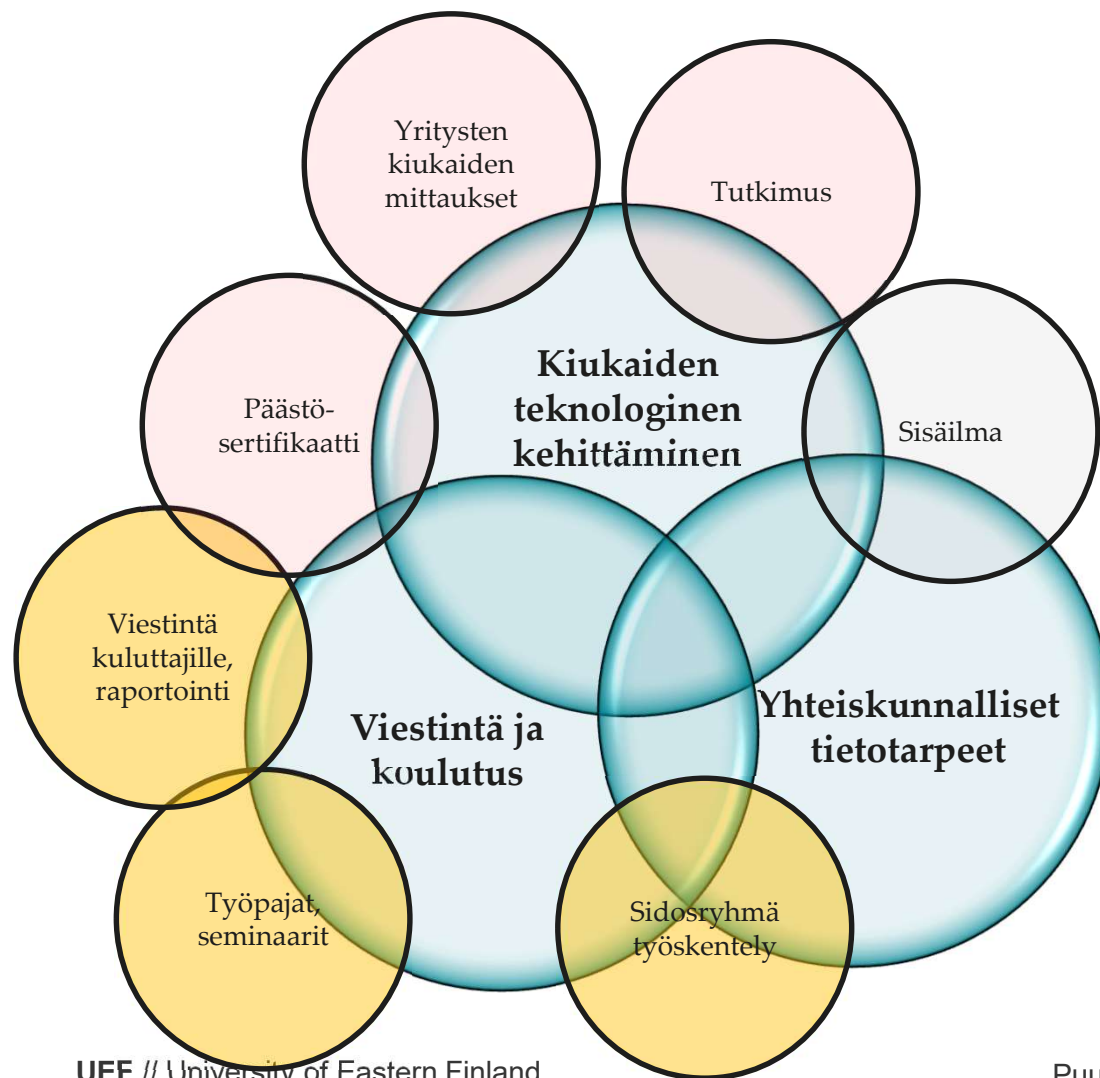 Yritysten
kiukaiden
mittaukset
Tutkimus
Kiukaiden
teknologinen
kehittäminen
Sisäilma
Päästö-
sertifikaatti
Viestintä
kuluttajille,
raportointi
Viestintä ja
koulutus
Yhteiskunnalliset
tietotarpeet
Työpajat,
seminaarit
Sidosryhmä
työskentely
UEF // University of Eastern Finland
Puu